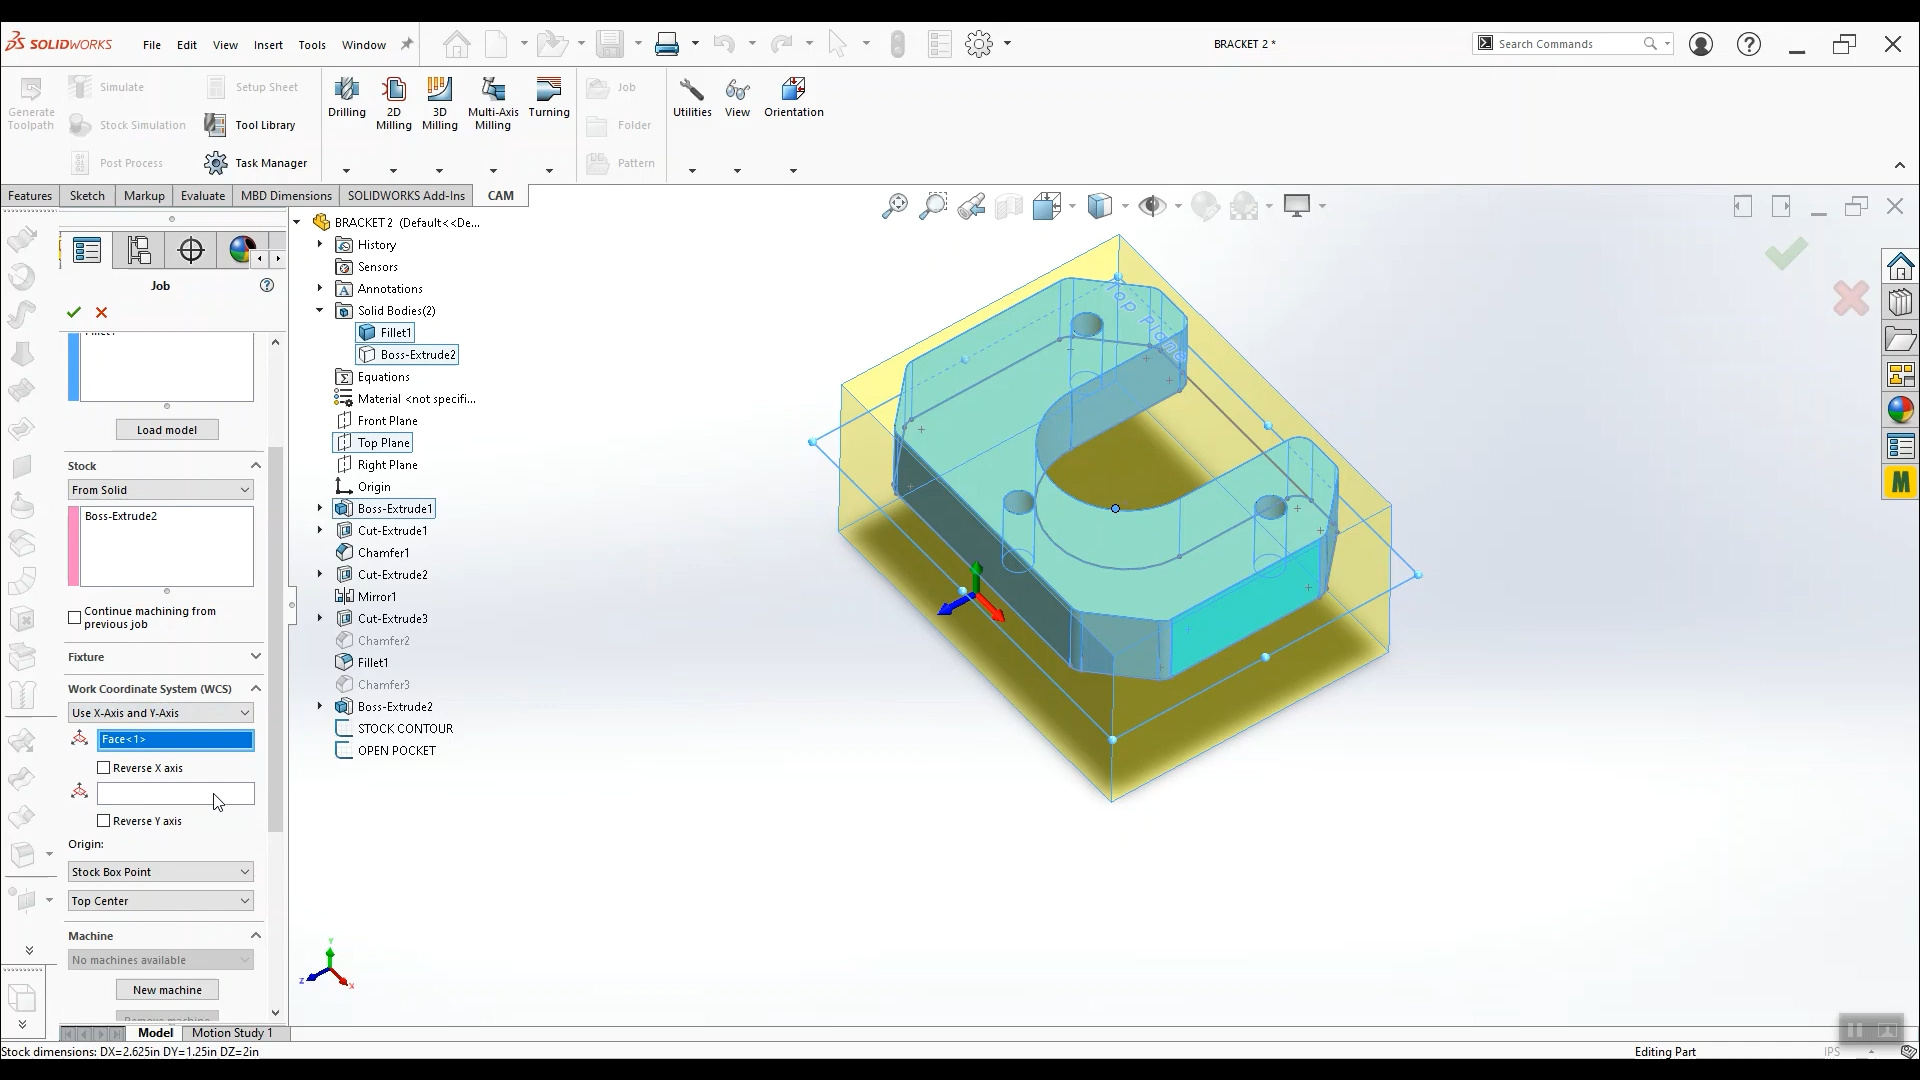 SOLIDWORKS
File Edit View Insert Tools Window
BRACKET 2 *
Search Commands
Generate Toolpath
Simulate
Stock Simulation
Post Process
Setup Sheet
Tool Library
Task Manager
Drilling
2D Milling
3D Milling
Multi-Axis Milling
Turning
Job
Folder
Pattern
Utilities
View
Orientation
Features Sketch Markup Evaluate MBD Dimensions SOLIDWORKS Add-Ins CAM
Job
Fillet1
Load model
Stock
From Solid
Boss-Extrude2
Continue machining from
previous job
Fixture
Work Coordinate System (WCS)
Use X-Axis and Y-Axis
Face<1>
Reverse X axis
Reverse Y axis
Origin:
Stock Box Point
Top Center
Machine
No machines available
New machine
Remove machine
BRACKET 2 (Default<<De...
History
Sensors
Annotations
Solid Bodies(2)
Fillet1
Boss-Extrude2
Equations
Material <not specifi...
Front Plane
Top Plane
Right Plane
Origin
Boss-Extrude1
Cut-Extrude1
Chamfer1
Cut-Extrude2
Mirror1
Cut-Extrude3
Chamfer2
Fillet1
Chamfer3
Boss-Extrude2
STOCK CONTOUR
OPEN POCKET
Top Plane
M
Y
Z
X
Model Motion Study 1
Stock dimensions: DX=2.625in DY=1.25in DZ=2in
Editing Part
IPS